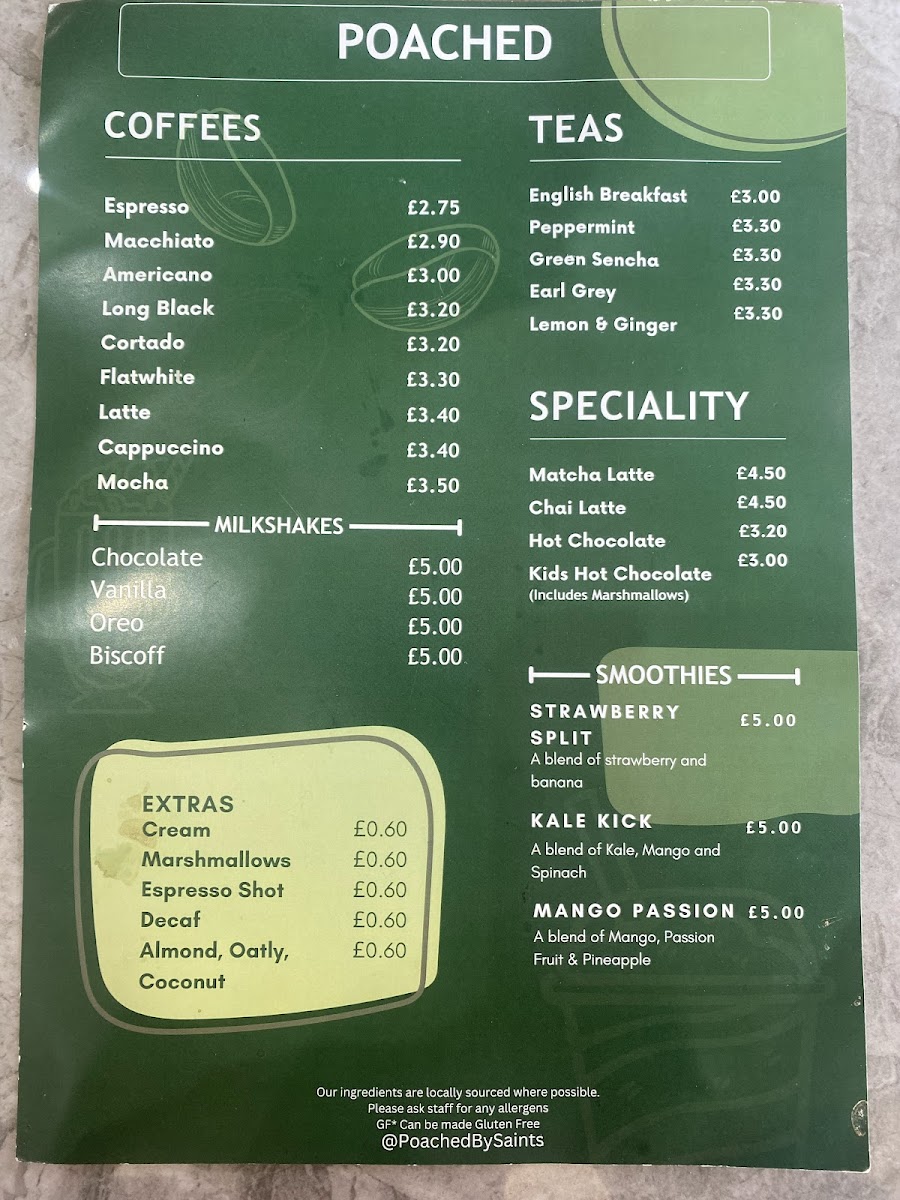 POACHED
COFFEES
Espresso £2.75
Macchiato £2.90
Americano £3.00
Long Black £3.20
Cortado £3.20
Flatwhite £3.30
Latte £3.40
Cappuccino £3.40
Mocha £3.50
MILKSHAKES
Chocolate £5.00
Vanilla £5.00
Oreo £5.00
Biscoff £5.00
EXTRAS
Cream £0.60
Marshmallows £0.60
Espresso Shot £0.60
Decaf £0.60
Almond, Oatly, £0.60
Coconut
TEAS
English Breakfast £3.00
Peppermint £3.30
Green Sencha £3.30
Earl Grey £3.30
Lemon & Ginger £3.30
SPECIALITY
Matcha Latte £4.50
Chai Latte £4.50
Hot Chocolate £3.20
Kids Hot Chocolate £3.00
(Includes Marshmallows)
SMOOTHIES
STRAWBERRY £5.00
SPLIT
A blend of strawberry and
banana
KALE KICK £5.00
A blend of Kale, Mango and
Spinach
MANGO PASSION £5.00
A blend of Mango, Passion
Fruit & Pineapple
Our ingredients are locally sourced where possible.
Please ask staff for any allergens
GF* Can be made Gluten Free
@PoachedBySaints